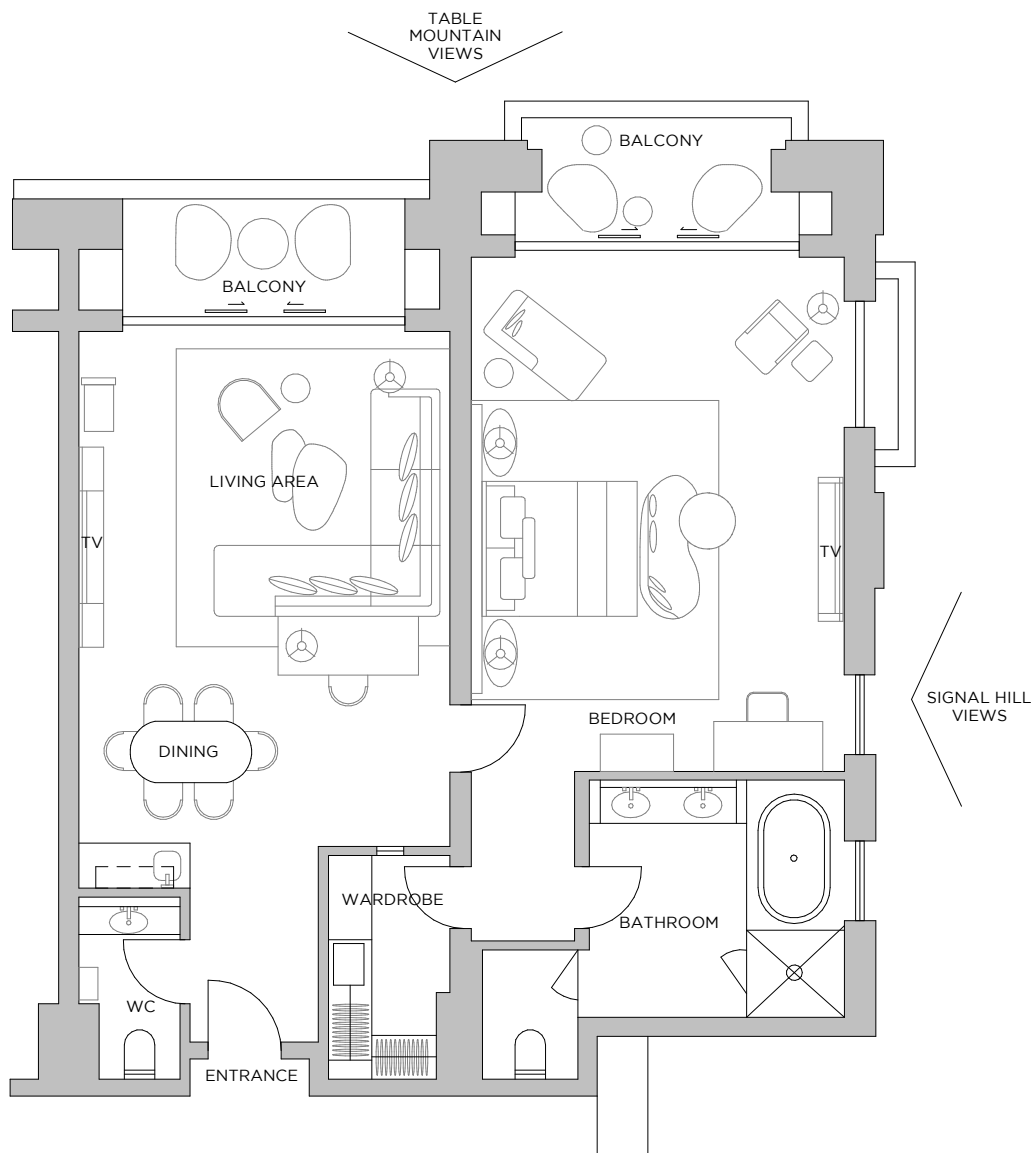 TABLE
MOUNTAIN
VIEWS
BALCONY
BALCONY
LIVING AREA
TV
TV
SIGNAL HILL
VIEWS
BEDROOM
DINING
WARDROBE
BATHROOM
WC
ENTRANCE